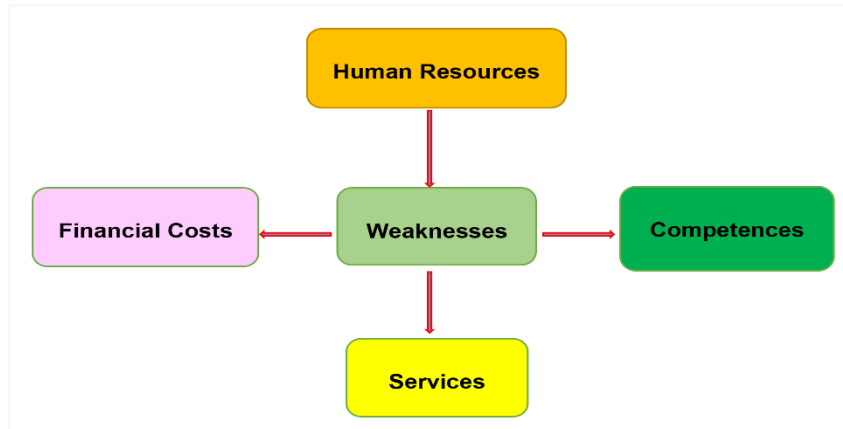 Human Resources
Financial Costs
Weaknesses
Competences
Services